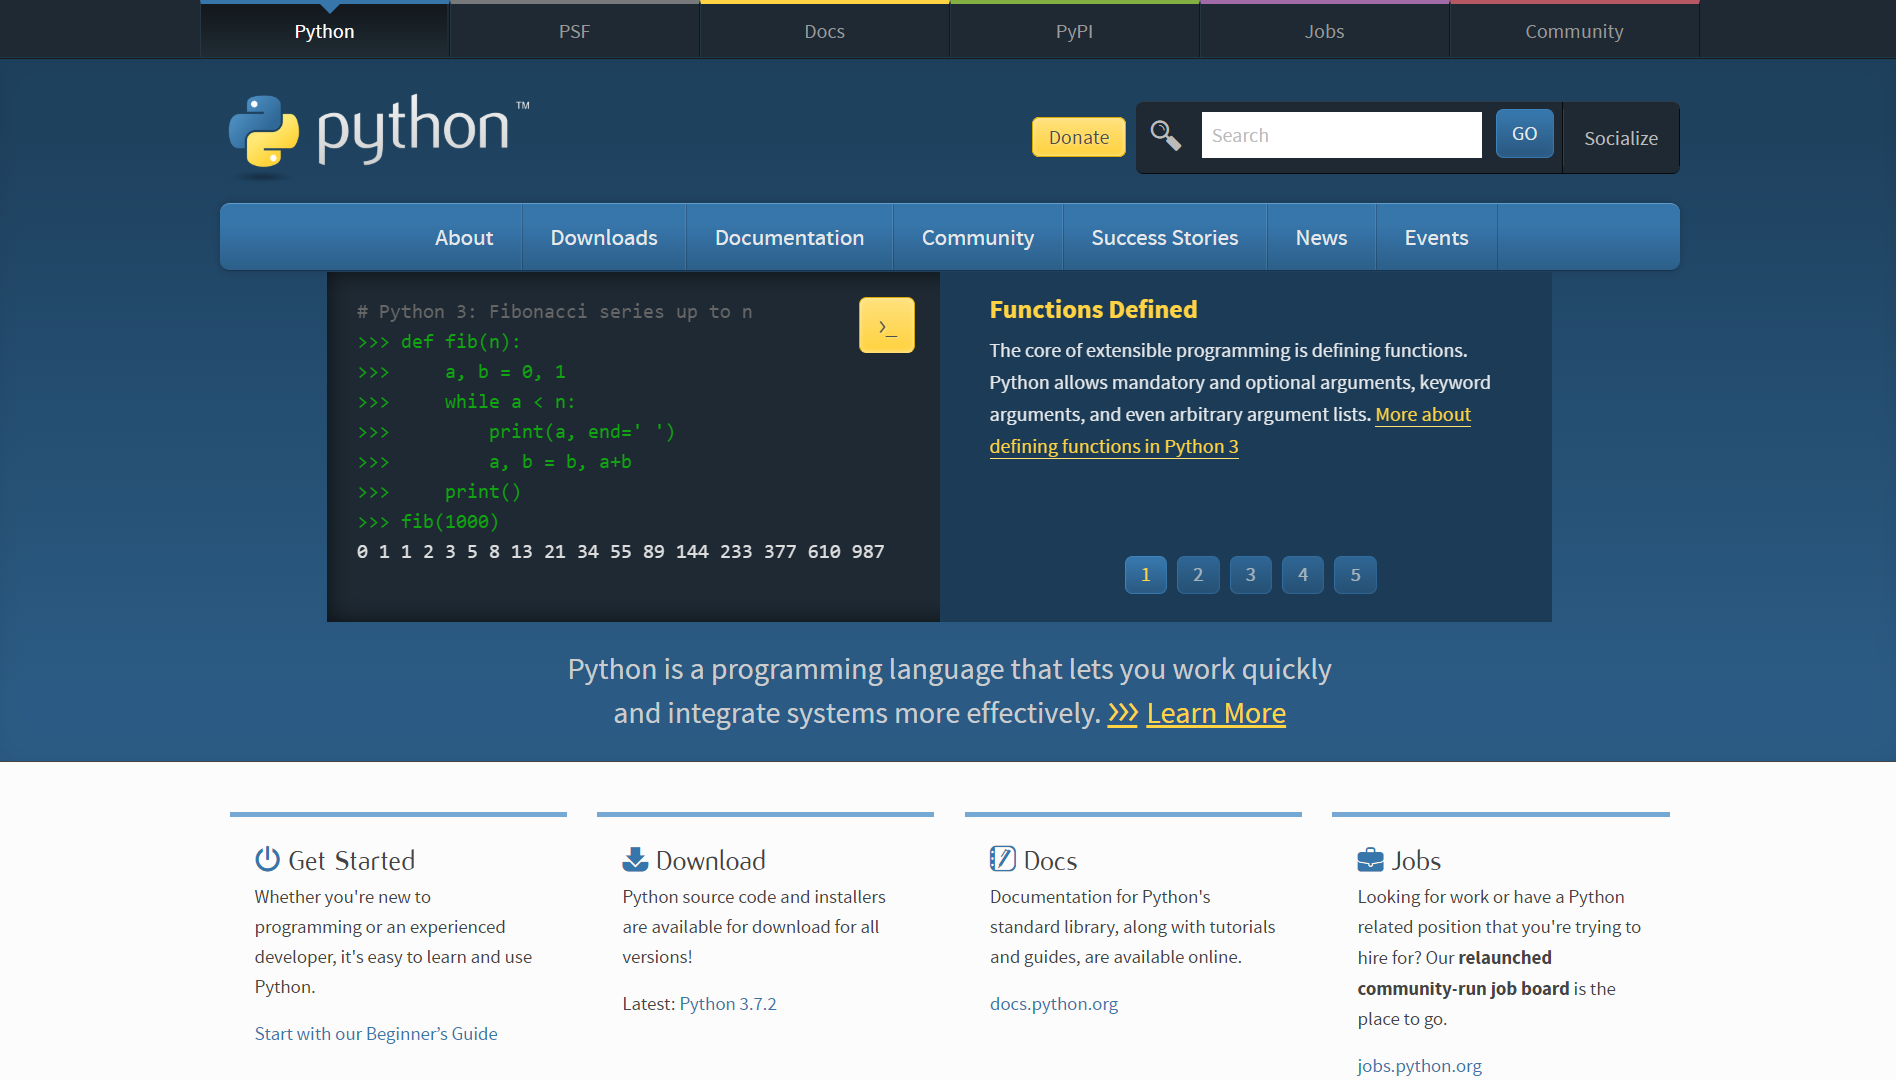 Python PSF Docs PyPI Jobs Community
python™
Donate Search GO Socialize
About Downloads Documentation Community Success Stories News Events
# Python 3: Fibonacci series up to n
>>> def fib(n):
>>>     a, b = 0, 1
>>>     while a < n:
>>>         print(a, end=' ')
>>>         a, b = b, a+b
>>>     print()
>>> fib(1000)
0 1 1 2 3 5 8 13 21 34 55 89 144 233 377 610 987
›_
Functions Defined
The core of extensible programming is defining functions.
Python allows mandatory and optional arguments, keyword
arguments, and even arbitrary argument lists. More about
defining functions in Python 3
1 2 3 4 5
Python is a programming language that lets you work quickly
and integrate systems more effectively. >>> Learn More
Get Started
Whether you're new to
programming or an experienced
developer, it's easy to learn and use
Python.
Start with our Beginner’s Guide
Download
Python source code and installers
are available for download for all
versions!
Latest: Python 3.7.2
Docs
Documentation for Python's
standard library, along with tutorials
and guides, are available online.
docs.python.org
Jobs
Looking for work or have a Python
related position that you're trying to
hire for? Our relaunched
community-run job board is the
place to go.
jobs.python.org